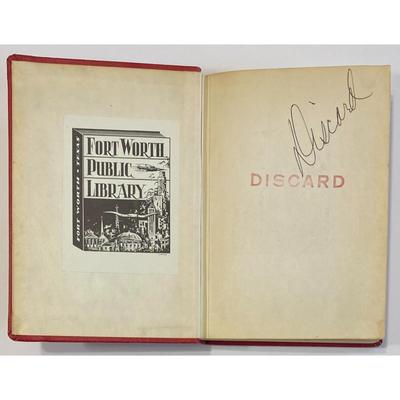 FORT WORTH • TEXAS
FORT WORTH
PUBLIC
LIBRARY
Discard
DISCARD